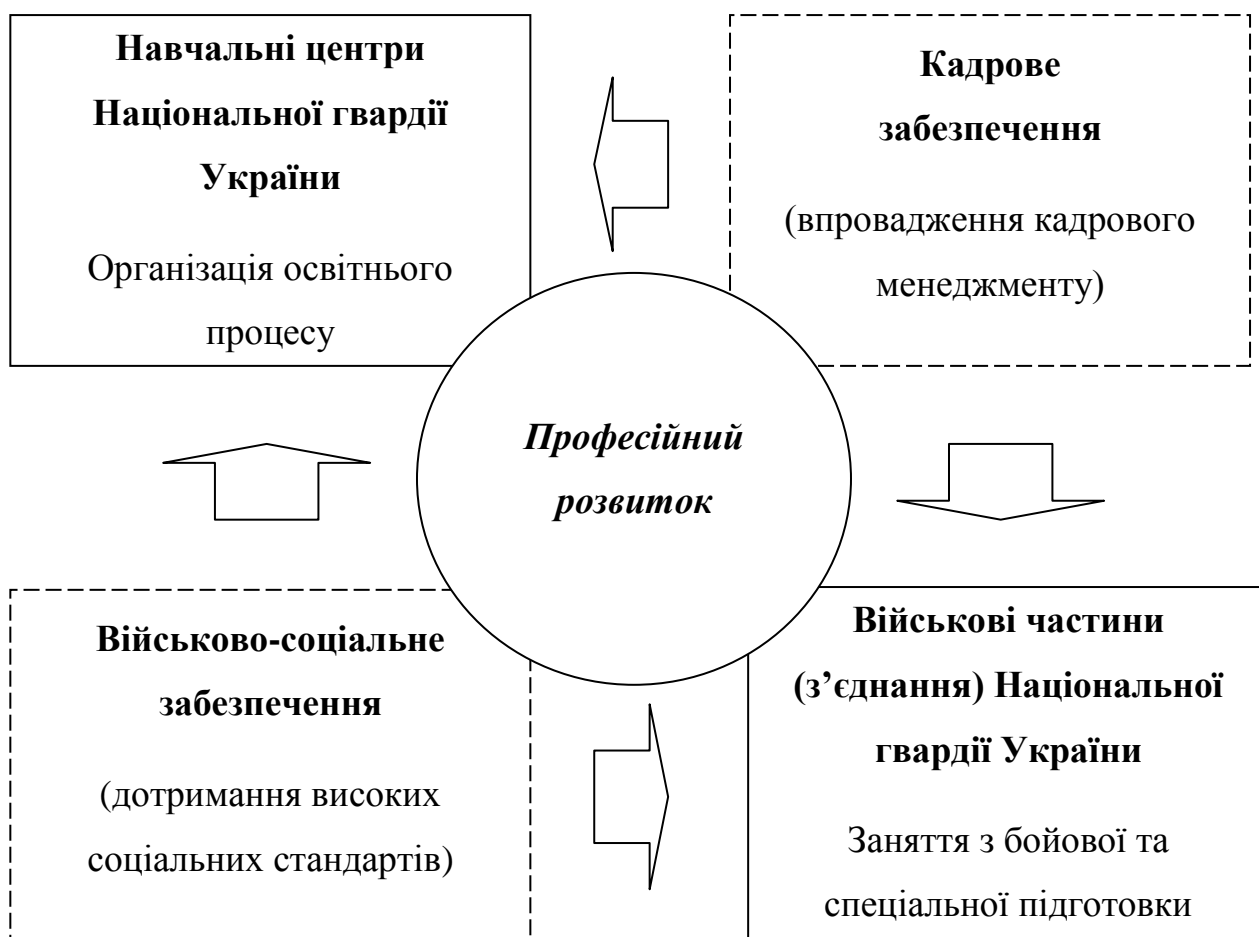 Навчальні центри
Національної гвардії
України
Організація освітнього
процесу
Кадрове
забезпечення
(впровадження кадрового
менеджменту)
Професійний
розвиток
Військово-соціальне
забезпечення
(дотримання високих
соціальних стандартів)
Військові частини
(з’єднання) Національної
гвардії України
Заняття з бойової та
спеціальної підготовки